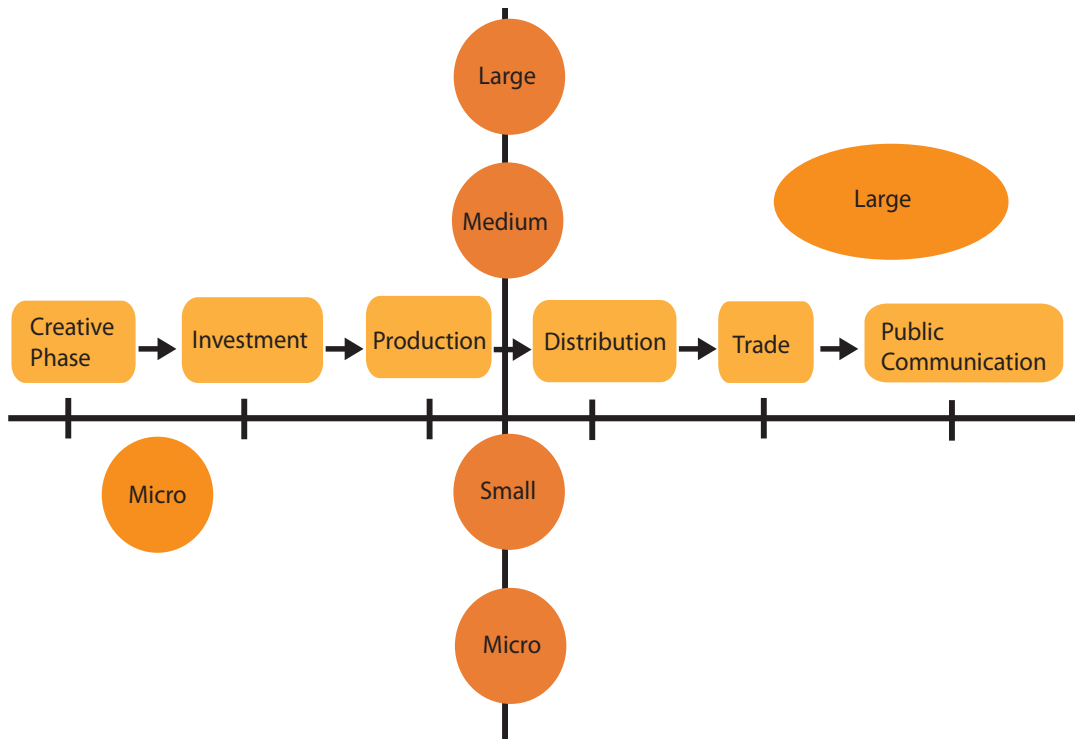 Large
Medium
Large
Creative
Phase
Investment
Production
Distribution
Trade
Public
Communication
Micro
Small
Micro